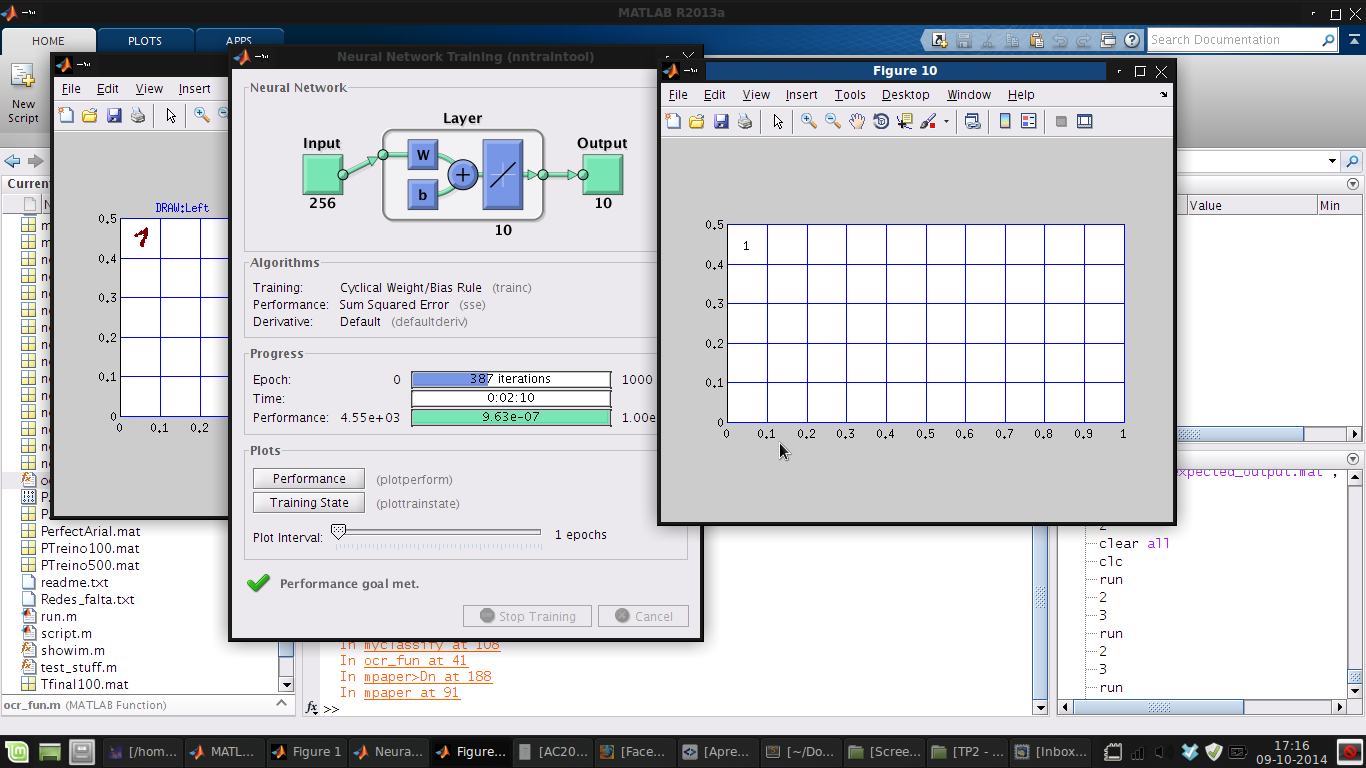 MATLAB R2013a
HOME
PLOTS
APPS
Search Documentation
New
Script
File Edit View Insert
DRAW:Left
0.5
0.4
0.3
0.2
0.1
0
0 0.1 0.2
Neural Network Training (nntraintool)
Neural Network
Layer
Input
Output
W
b
256
10
10
Algorithms
Training: Cyclical Weight/Bias Rule (trainc)
Performance: Sum Squared Error (sse)
Derivative: Default (defaultderiv)
Progress
Epoch: 0 387 iterations 1000
Time: 0:02:10
Performance: 4.55e+03 9.63e-07 1.00e
Plots
Performance (plotperform)
Training State (plottrainstate)
Plot Interval: 1 epochs
Performance goal met.
Stop Training Cancel
Figure 10
File Edit View Insert Tools Desktop Window Help
1
0.5
0.4
0.3
0.2
0.1
0
0 0.1 0.2 0.3 0.4 0.5 0.6 0.7 0.8 0.9 1
Value Min
PerfectArial.mat
PTreino100.mat
PTreino500.mat
readme.txt
Redes_falta.txt
run.m
script.m
showim.m
test_stuff.m
Tfinal100.mat
ocr_fun.m (MATLAB Function)
In myclassify at 108
In ocr_fun at 41
In mpaper>Dn at 188
In mpaper at 91
fx >>
expected_output.mat',
2
clear all
clc
run
2
3
run
2
3
run
[/hom...
MATL...
Figure 1
Neura...
Figure...
[AC20...
[Face...
[Apre...
[~/Do...
[Scree...
[TP2 - ...
[Inbox...
17:16
09-10-2014